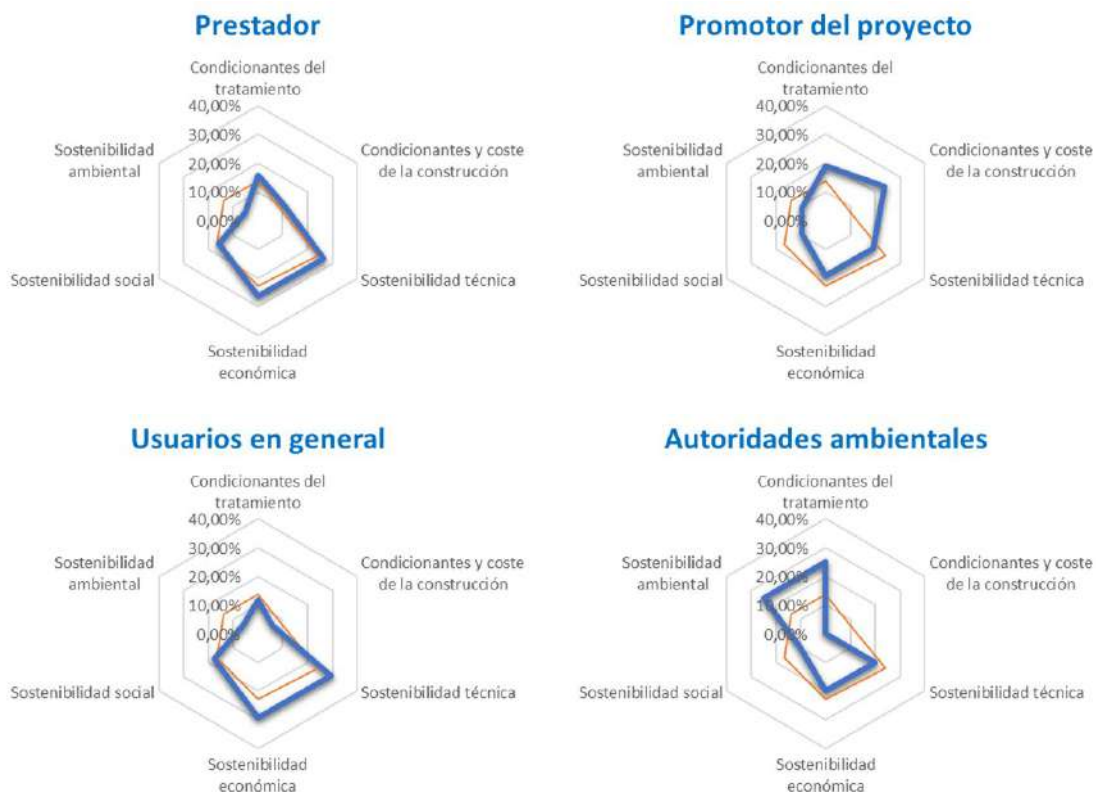 Prestador
Condicionantes del
tratamiento
40,00%
30,00%
20,00%
10,00%
0,00%
Condicionantes y coste
de la construcción
Sostenibilidad técnica
Sostenibilidad
económica
Sostenibilidad social
Sostenibilidad
ambiental
Promotor del proyecto
Condicionantes del
tratamiento
40,00%
30,00%
20,00%
10,00%
0,00%
Condicionantes y coste
de la construcción
Sostenibilidad técnica
Sostenibilidad
económica
Sostenibilidad social
Sostenibilidad
ambiental
Usuarios en general
Condicionantes del
tratamiento
40,00%
30,00%
20,00%
10,00%
0,00%
Condicionantes y coste
de la construcción
Sostenibilidad técnica
Sostenibilidad
económica
Sostenibilidad social
Sostenibilidad
ambiental
Autoridades ambientales
Condicionantes del
tratamiento
40,00%
30,00%
20,00%
10,00%
0,00%
Condicionantes y coste
de la construcción
Sostenibilidad técnica
Sostenibilidad
económica
Sostenibilidad social
Sostenibilidad
ambiental